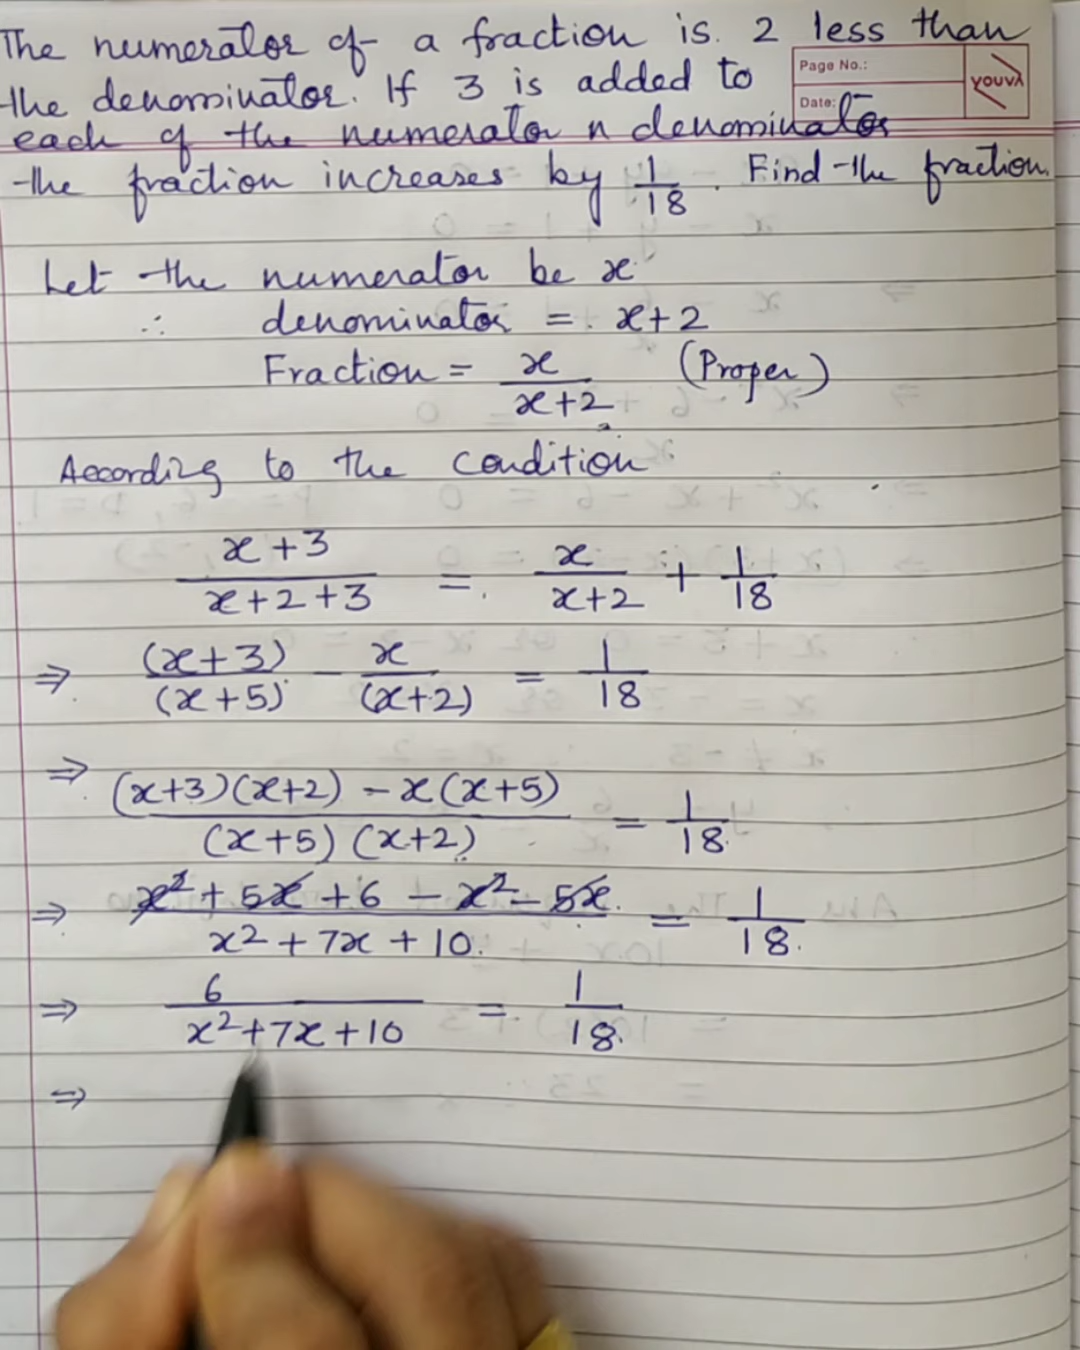 The numerator of a fraction is 2 less than
the denominator. If 3 is added to
Page No.:
Date:
YOUVA
each of the numerator n denominator
the fraction increases by 1/18. Find the fraction.
Let the numerator be x
∴ denominator = x+2
Fraction = x/(x+2) (Proper)
According to the condition
(x+3)/(x+2+3) = x/(x+2) + 1/18
⇒ (x+3)/(x+5) - x/(x+2) = 1/18
⇒ ((x+3)(x+2) - x(x+5))/((x+5)(x+2)) = 1/18
⇒ (x²+5x+6 - x² - 5x)/(x²+7x+10) = 1/18
⇒ 6/(x²+7x+10) = 1/18
⇒